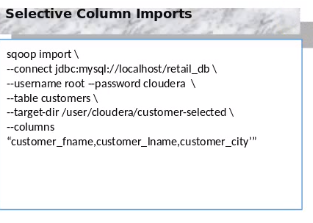 Selective Column Imports
sqoop import \
--connect jdbc:mysql://localhost/retail_db \
--username root --password cloudera \
--table customers \
--target-dir /user/cloudera/customer-selected \
--columns
“customer_fname,customer_lname,customer_city’”